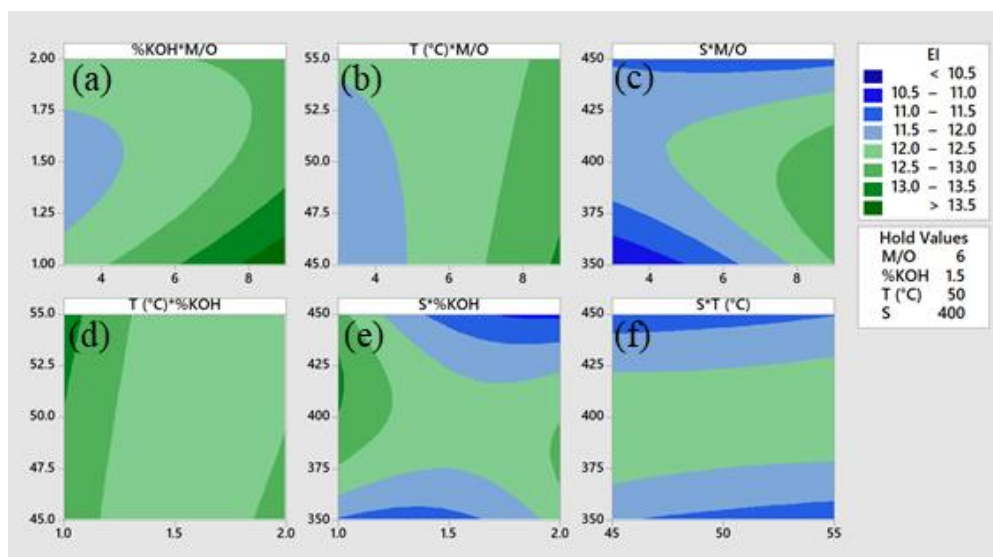 %KOH*M/O
(a)
2.00
1.75
1.50
1.25
1.00
4 6 8
T (°C)*M/O
(b)
55.0
52.5
50.0
47.5
45.0
4 6 8
S*M/O
(c)
450
425
400
375
350
4 6 8
EI
< 10.5
10.5 – 11.0
11.0 – 11.5
11.5 – 12.0
12.0 – 12.5
12.5 – 13.0
13.0 – 13.5
> 13.5
Hold Values
M/O 6
%KOH 1.5
T (°C) 50
S 400
T (°C)*%KOH
(d)
55.0
52.5
50.0
47.5
45.0
1.0 1.5 2.0
S*%KOH
(e)
450
425
400
375
350
1.0 1.5 2.0
S*T (°C)
(f)
450
425
400
375
350
45 50 55